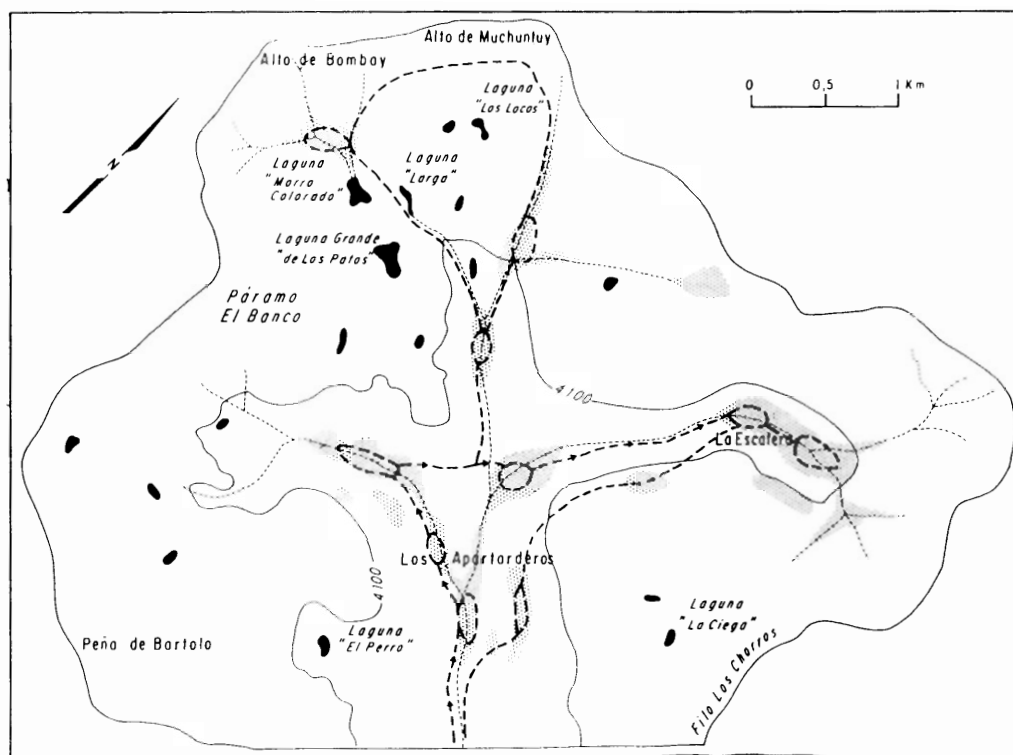 Alto de Muchuntuy
Alto de Bombay
0 0,5 1 Km
Laguna
"Los Locos"
N
Laguna
"Morro
Colorado"
Laguna
"Larga"
Laguna Grande
"de Los Patos"
Páramo
El Banco
4100
La Escalera
Los Apartarderos
4100
Laguna
"El Perro"
Laguna
"La Ciega"
Peña de Bartolo
Filo Los Charros